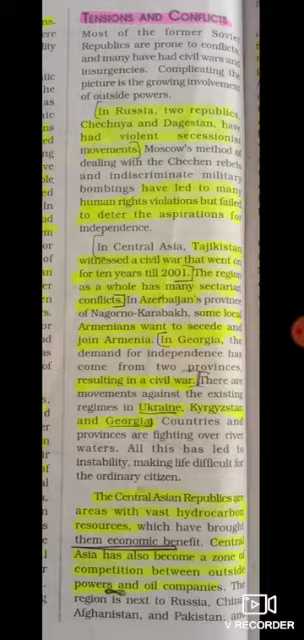 TENSIONS AND CONFLICTS
Most of the former Soviet
Republics are prone to conflicts,
and many have had civil wars and
insurgencies. Complicating the
picture is the growing involvement
of outside powers.
In Russia, two republics,
Chechnya and Dagestan, have
had violent secessionist
movements. Moscow's method of
dealing with the Chechen rebels
and indiscriminate military
bombings have led to many
human rights violations but failed
to deter the aspirations for
independence.
In Central Asia, Tajikistan
witnessed a civil war that went on
for ten years till 2001. The region
as a whole has many sectarian
conflicts. In Azerbaijan's province
of Nagorno-Karabakh, some local
Armenians want to secede and
join Armenia. In Georgia, the
demand for independence has
come from two provinces,
resulting in a civil war. There are
movements against the existing
regimes in Ukraine, Kyrgyzstan
and Georgia. Countries and
provinces are fighting over river
waters. All this has led to
instability, making life difficult for
the ordinary citizen.
The Central Asian Republics are
areas with vast hydrocarbon
resources, which have brought
them economic benefit. Central
Asia has also become a zone of
competition between outside
powers and oil companies. The
region is next to Russia, China,
Afghanistan, and Pakistan, and
V RECORDER